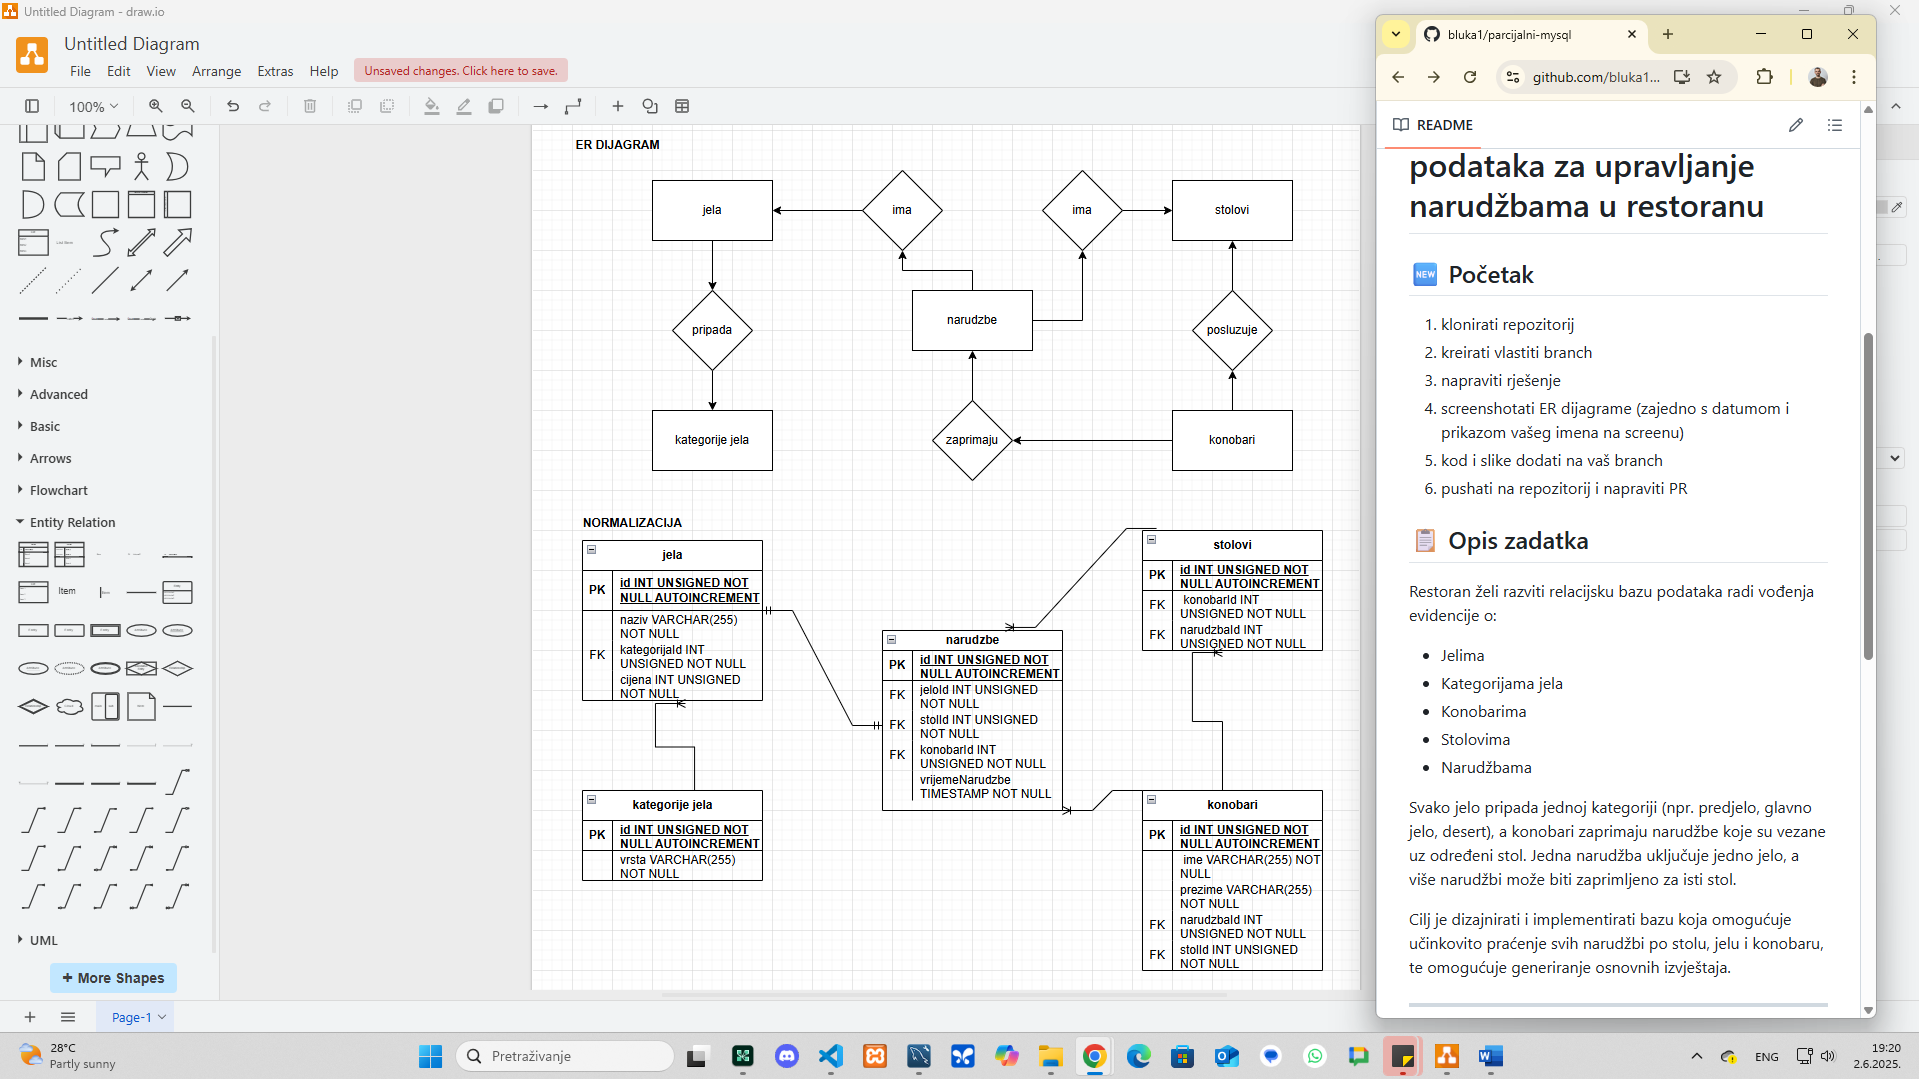 Untitled Diagram - draw.io
Untitled Diagram
File Edit View Arrange Extras Help Unsaved changes. Click here to save.
100%
Misc
Advanced
Basic
Arrows
Flowchart
Entity Relation
Item
UML
+ More Shapes
Page-1
ER DIJAGRAM
jela
ima
ima
stolovi
pripada
narudzbe
posluzuje
kategorije jela
zaprimaju
konobari
NORMALIZACIJA
jela
PK id INT UNSIGNED NOT
NULL AUTOINCREMENT
naziv VARCHAR(255)
NOT NULL
FK kategorijaId INT
UNSIGNED NOT NULL
cijena INT UNSIGNED
NOT NULL
kategorije jela
PK id INT UNSIGNED NOT
NULL AUTOINCREMENT
vrsta VARCHAR(255)
NOT NULL
narudzbe
PK id INT UNSIGNED NOT
NULL AUTOINCREMENT
FK jeloId INT UNSIGNED
NOT NULL
FK stolId INT UNSIGNED
NOT NULL
FK konobarId INT
UNSIGNED NOT NULL
vrijemeNarudzbe
TIMESTAMP NOT NULL
stolovi
PK id INT UNSIGNED NOT
NULL AUTOINCREMENT
FK konobarId INT
UNSIGNED NOT NULL
FK narudzbaId INT
UNSIGNED NOT NULL
konobari
PK id INT UNSIGNED NOT
NULL AUTOINCREMENT
ime VARCHAR(255) NOT
NULL
prezime VARCHAR(255)
NOT NULL
FK narudzbaId INT
UNSIGNED NOT NULL
FK stolId INT UNSIGNED
NOT NULL
bluka1/parcijalni-mysql
github.com/bluka1...
README
podataka za upravljanje
narudžbama u restoranu
NEW Početak
1. klonirati repozitorij
2. kreirati vlastiti branch
3. napraviti rješenje
4. screenshotati ER dijagrame (zajedno s datumom i
prikazom vašeg imena na screenu)
5. kod i slike dodati na vaš branch
6. pushati na repozitorij i napraviti PR
Opis zadatka
Restoran želi razviti relacijsku bazu podataka radi vođenja
evidencije o:
• Jelima
• Kategorijama jela
• Konobarima
• Stolovima
• Narudžbama
Svako jelo pripada jednoj kategoriji (npr. predjelo, glavno
jelo, desert), a konobari zaprimaju narudžbe koje su vezane
uz određeni stol. Jedna narudžba uključuje jedno jelo, a
više narudžbi može biti zaprimljeno za isti stol.
Cilj je dizajnirati i implementirati bazu koja omogućuje
učinkovito praćenje svih narudžbi po stolu, jelu i konobaru,
te omogućuje generiranje osnovnih izvještaja.
28°C
Partly sunny
Pretraživanje
ENG
19:20
2.6.2025.